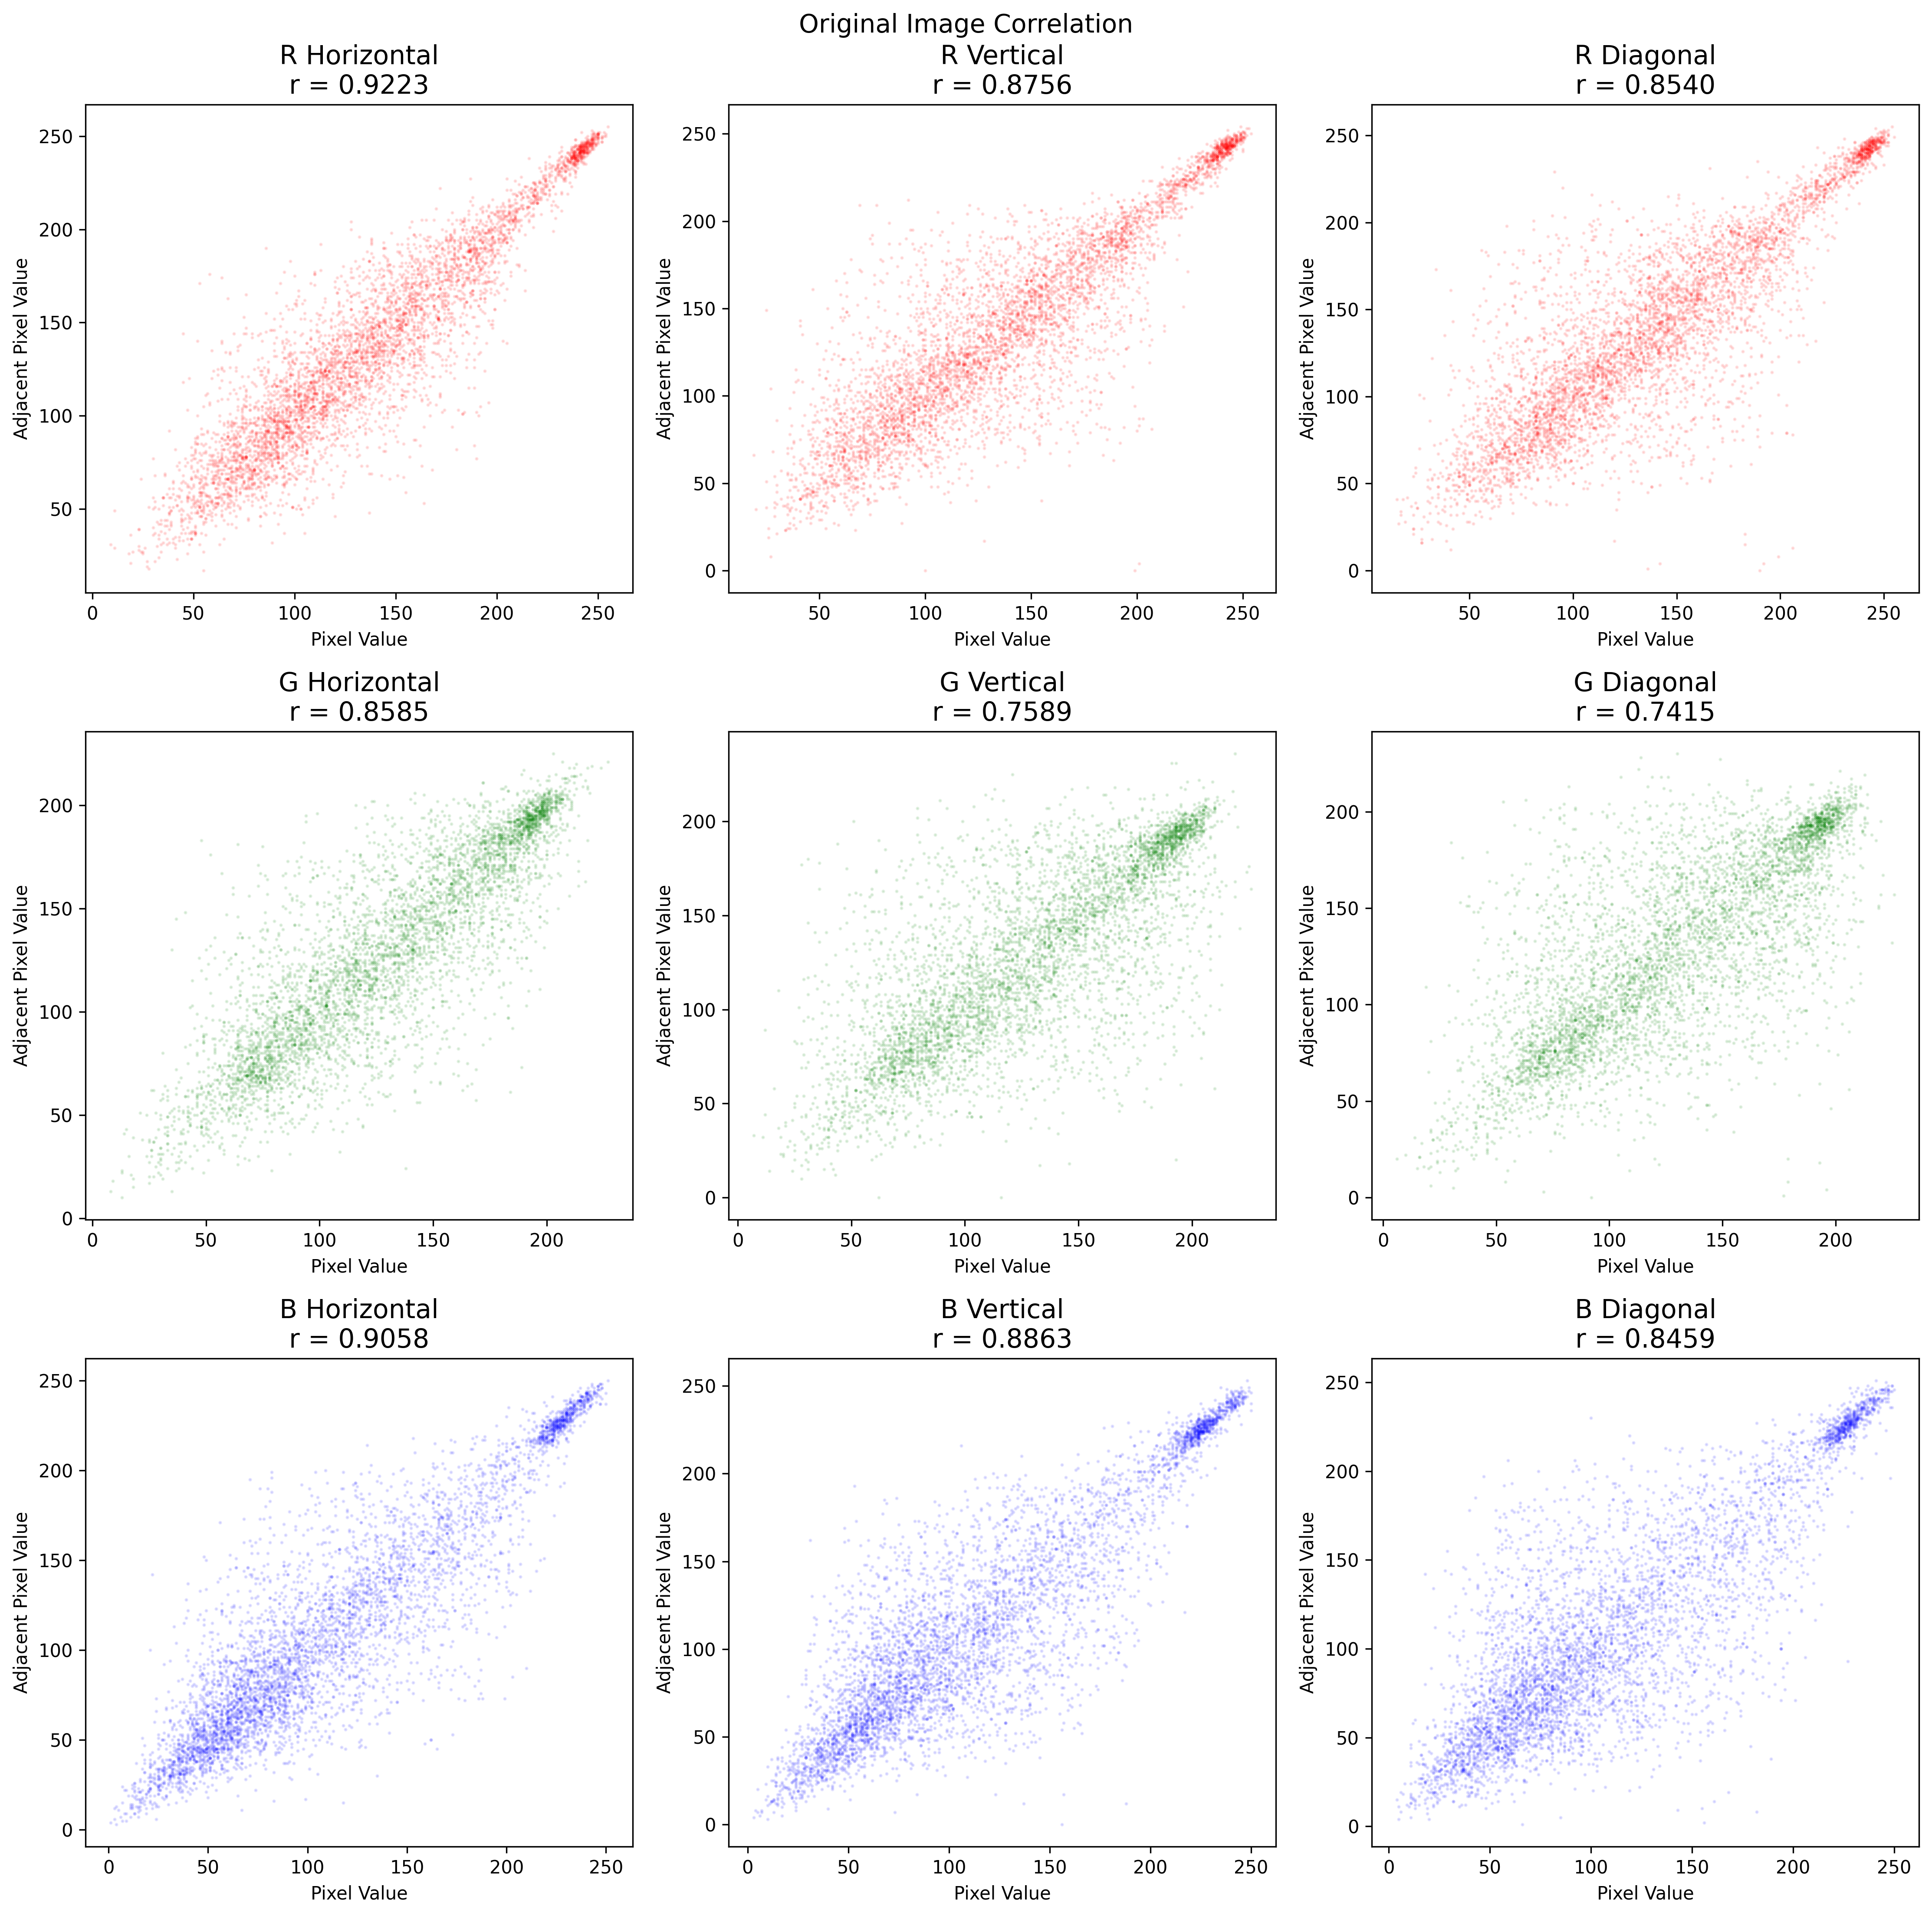 Original Image Correlation
R Horizontal
r = 0.9223
R Vertical
r = 0.8756
R Diagonal
r = 0.8540
Adjacent Pixel Value
250
200
150
100
50
0
50
100
150
200
250
Pixel Value
Adjacent Pixel Value
250
200
150
100
50
0
50
100
150
200
250
Pixel Value
Adjacent Pixel Value
250
200
150
100
50
0
50
100
150
200
250
Pixel Value
G Horizontal
r = 0.8585
G Vertical
r = 0.7589
G Diagonal
r = 0.7415
Adjacent Pixel Value
200
150
100
50
0
0
50
100
150
200
Pixel Value
Adjacent Pixel Value
200
150
100
50
0
0
50
100
150
200
Pixel Value
Adjacent Pixel Value
200
150
100
50
0
0
50
100
150
200
Pixel Value
B Horizontal
r = 0.9058
B Vertical
r = 0.8863
B Diagonal
r = 0.8459
Adjacent Pixel Value
250
200
150
100
50
0
0
50
100
150
200
250
Pixel Value
Adjacent Pixel Value
250
200
150
100
50
0
0
50
100
150
200
250
Pixel Value
Adjacent Pixel Value
250
200
150
100
50
0
0
50
100
150
200
250
Pixel Value